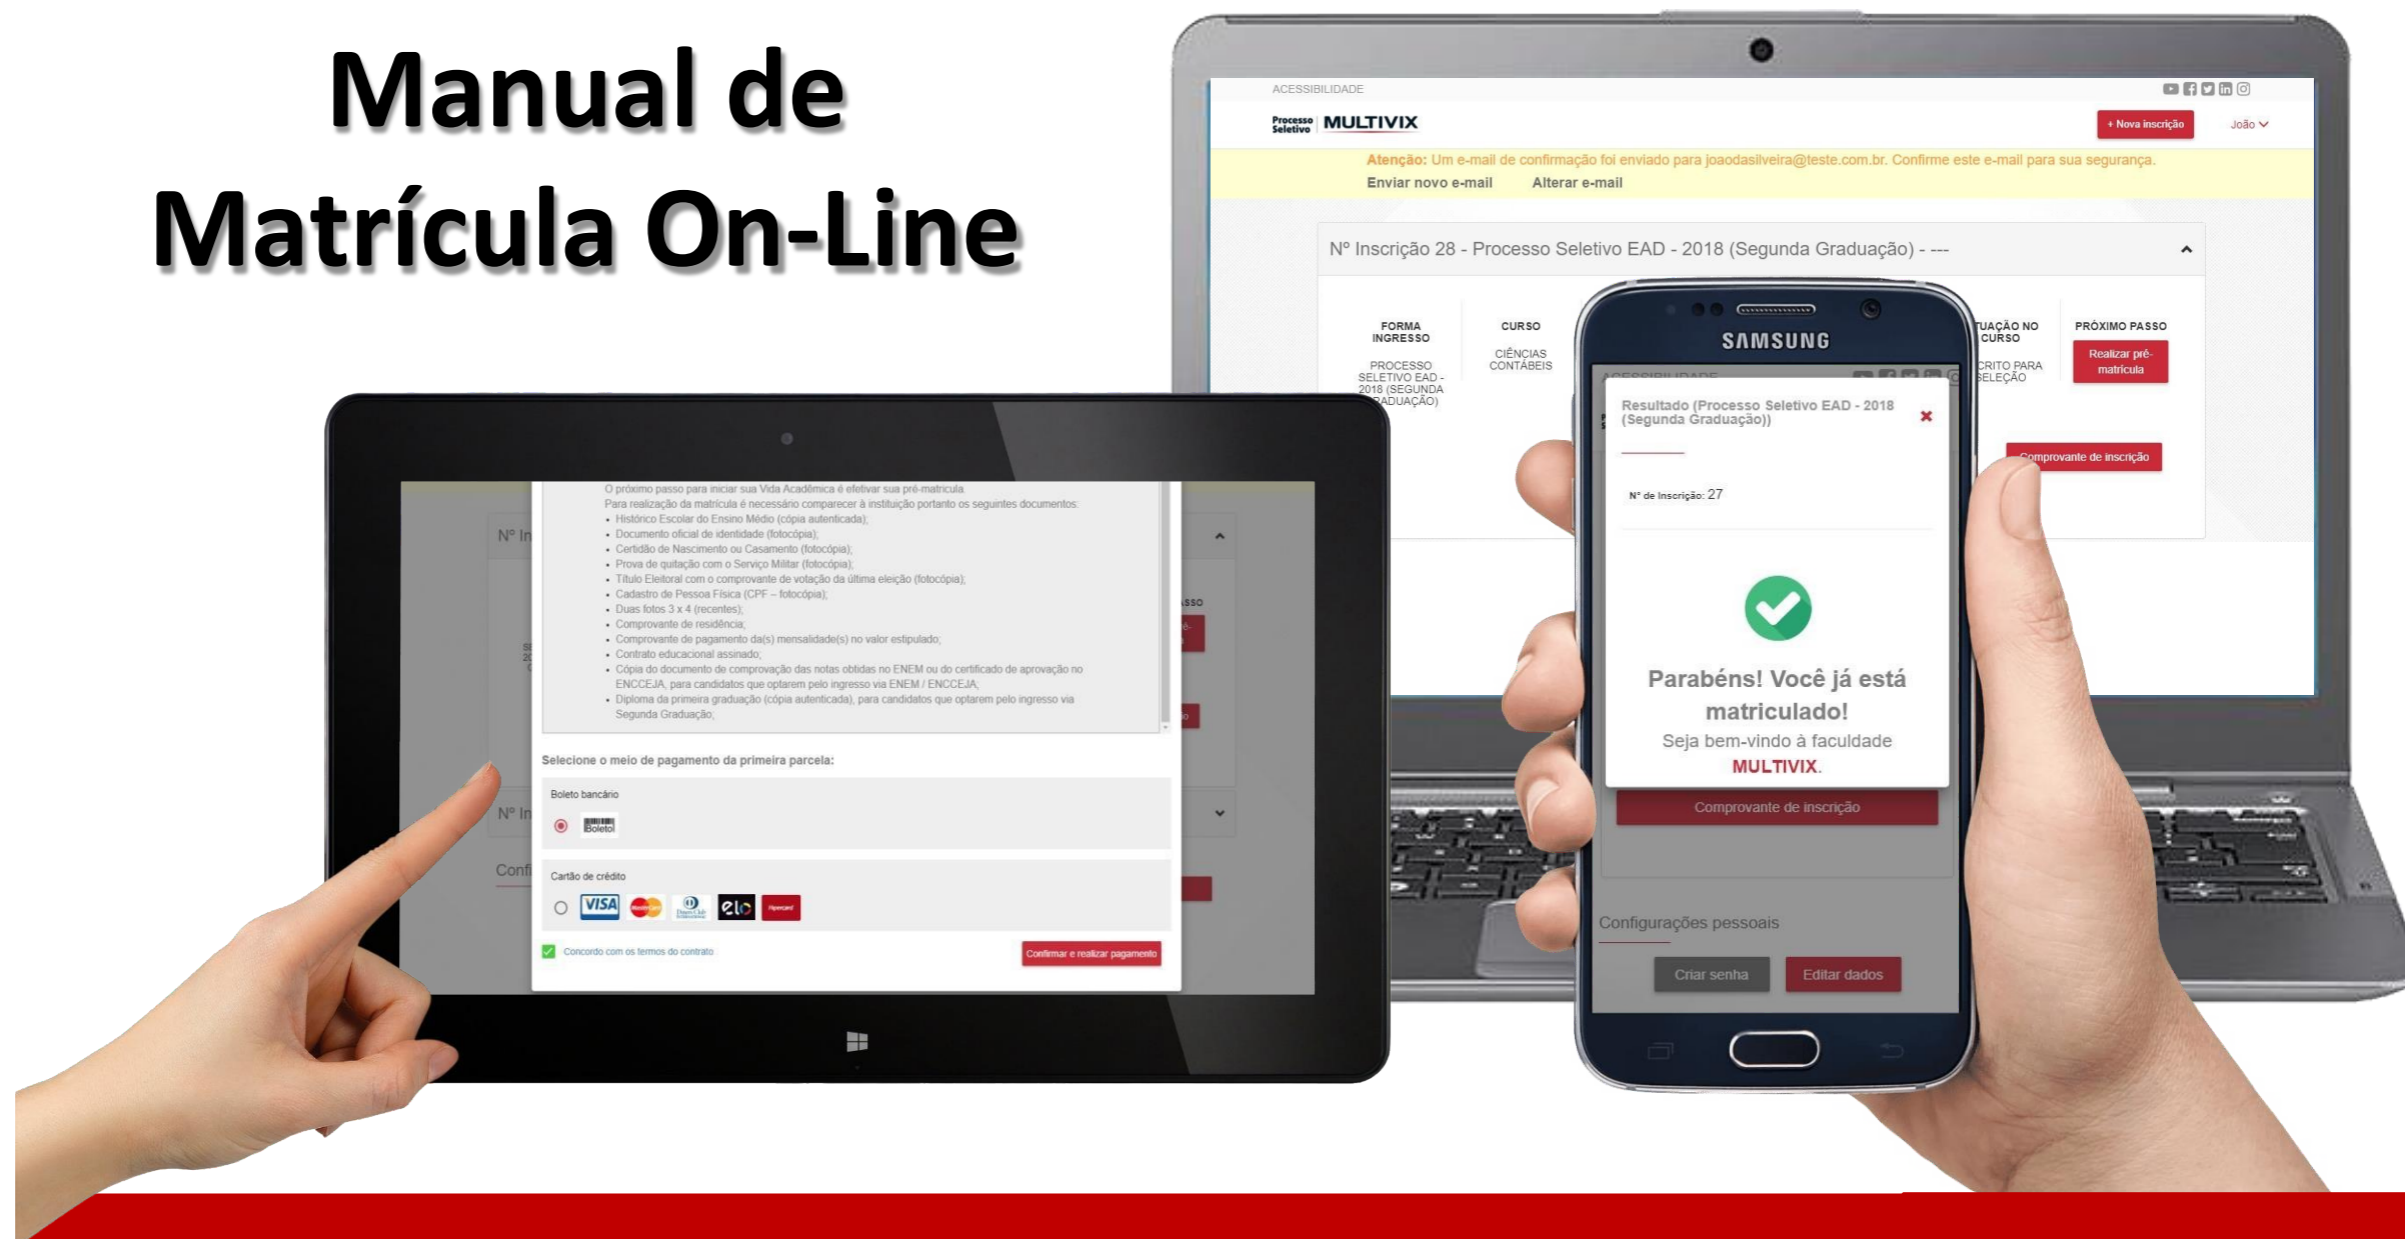 Manual de
Matrícula On-Line
ACESSIBILIDADE
Processo
Seletivo
MULTIVIX
+ Nova inscrição
João
Atenção: Um e-mail de confirmação foi enviado para joaodasilveira@teste.com.br. Confirme este e-mail para sua segurança.
Enviar novo e-mail Alterar e-mail
Nº Inscrição 28 - Processo Seletivo EAD - 2018 (Segunda Graduação) - ---
FORMA
INGRESSO
PROCESSO
SELETIVO EAD -
2018 (SEGUNDA
CURSO
CIÊNCIAS
CONTÁBEIS
CURSO
SELEÇÃO
PRÓXIMO PASSO
Realizar pré-
matrícula
Comprovante de inscrição
O próximo passo para iniciar sua Vida Acadêmica é efetivar sua pré-matricula.
Para realização da matrícula é necessário comparecer à instituição portanto os seguintes documentos:
• Histórico Escolar do Ensino Médio (cópia autenticada);
• Documento oficial de identidade (fotocópia);
• Certidão de Nascimento ou Casamento (fotocópia);
• Prova de quitação com o Serviço Militar (fotocópia);
• Título Eleitoral com o comprovante de votação da última eleição (fotocópia);
• Cadastro de Pessoa Física (CPF – fotocópia);
• Duas fotos 3 x 4 (recentes);
• Comprovante de residência;
• Comprovante de pagamento da(s) mensalidade(s) no valor estipulado;
• Contrato educacional assinado;
• Cópia do documento de comprovação das notas obtidas no ENEM ou do certificado de aprovação no
ENCCEJA, para candidatos que optarem pelo ingresso via ENEM / ENCCEJA;
• Diploma da primeira graduação (cópia autenticada), para candidatos que optarem pelo ingresso via
Segunda Graduação;
Selecione o meio de pagamento da primeira parcela:
Boleto bancário
Boleto
Cartão de crédito
VISA
MasterCard
Diners Club
elo
Hipercard
Concordo com os termos do contrato
Confirmar e realizar pagamento
SAMSUNG
ACESSIBILIDADE
Resultado (Processo Seletivo EAD - 2018
(Segunda Graduação))
Nº de Inscrição: 27
Parabéns! Você já está
matriculado!
Seja bem-vindo à faculdade
MULTIVIX.
Comprovante de inscrição
Configurações pessoais
Criar senha
Editar dados